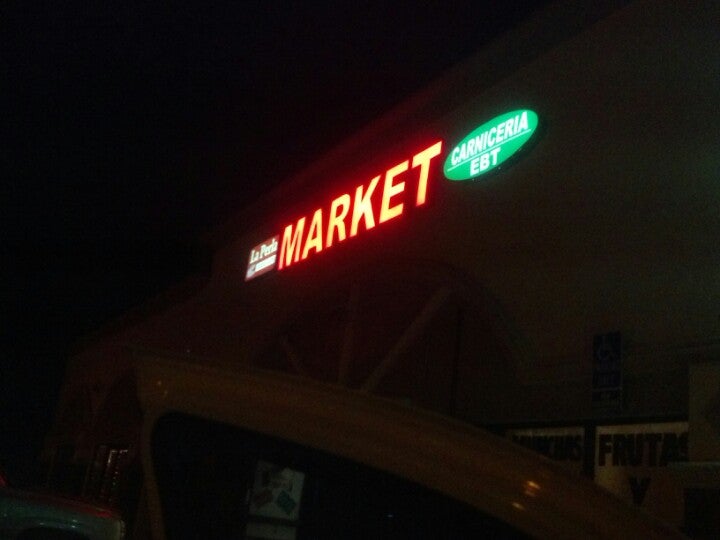 La Perla
MARKET
CARNICERIA
EBT
FRUTAS
Y